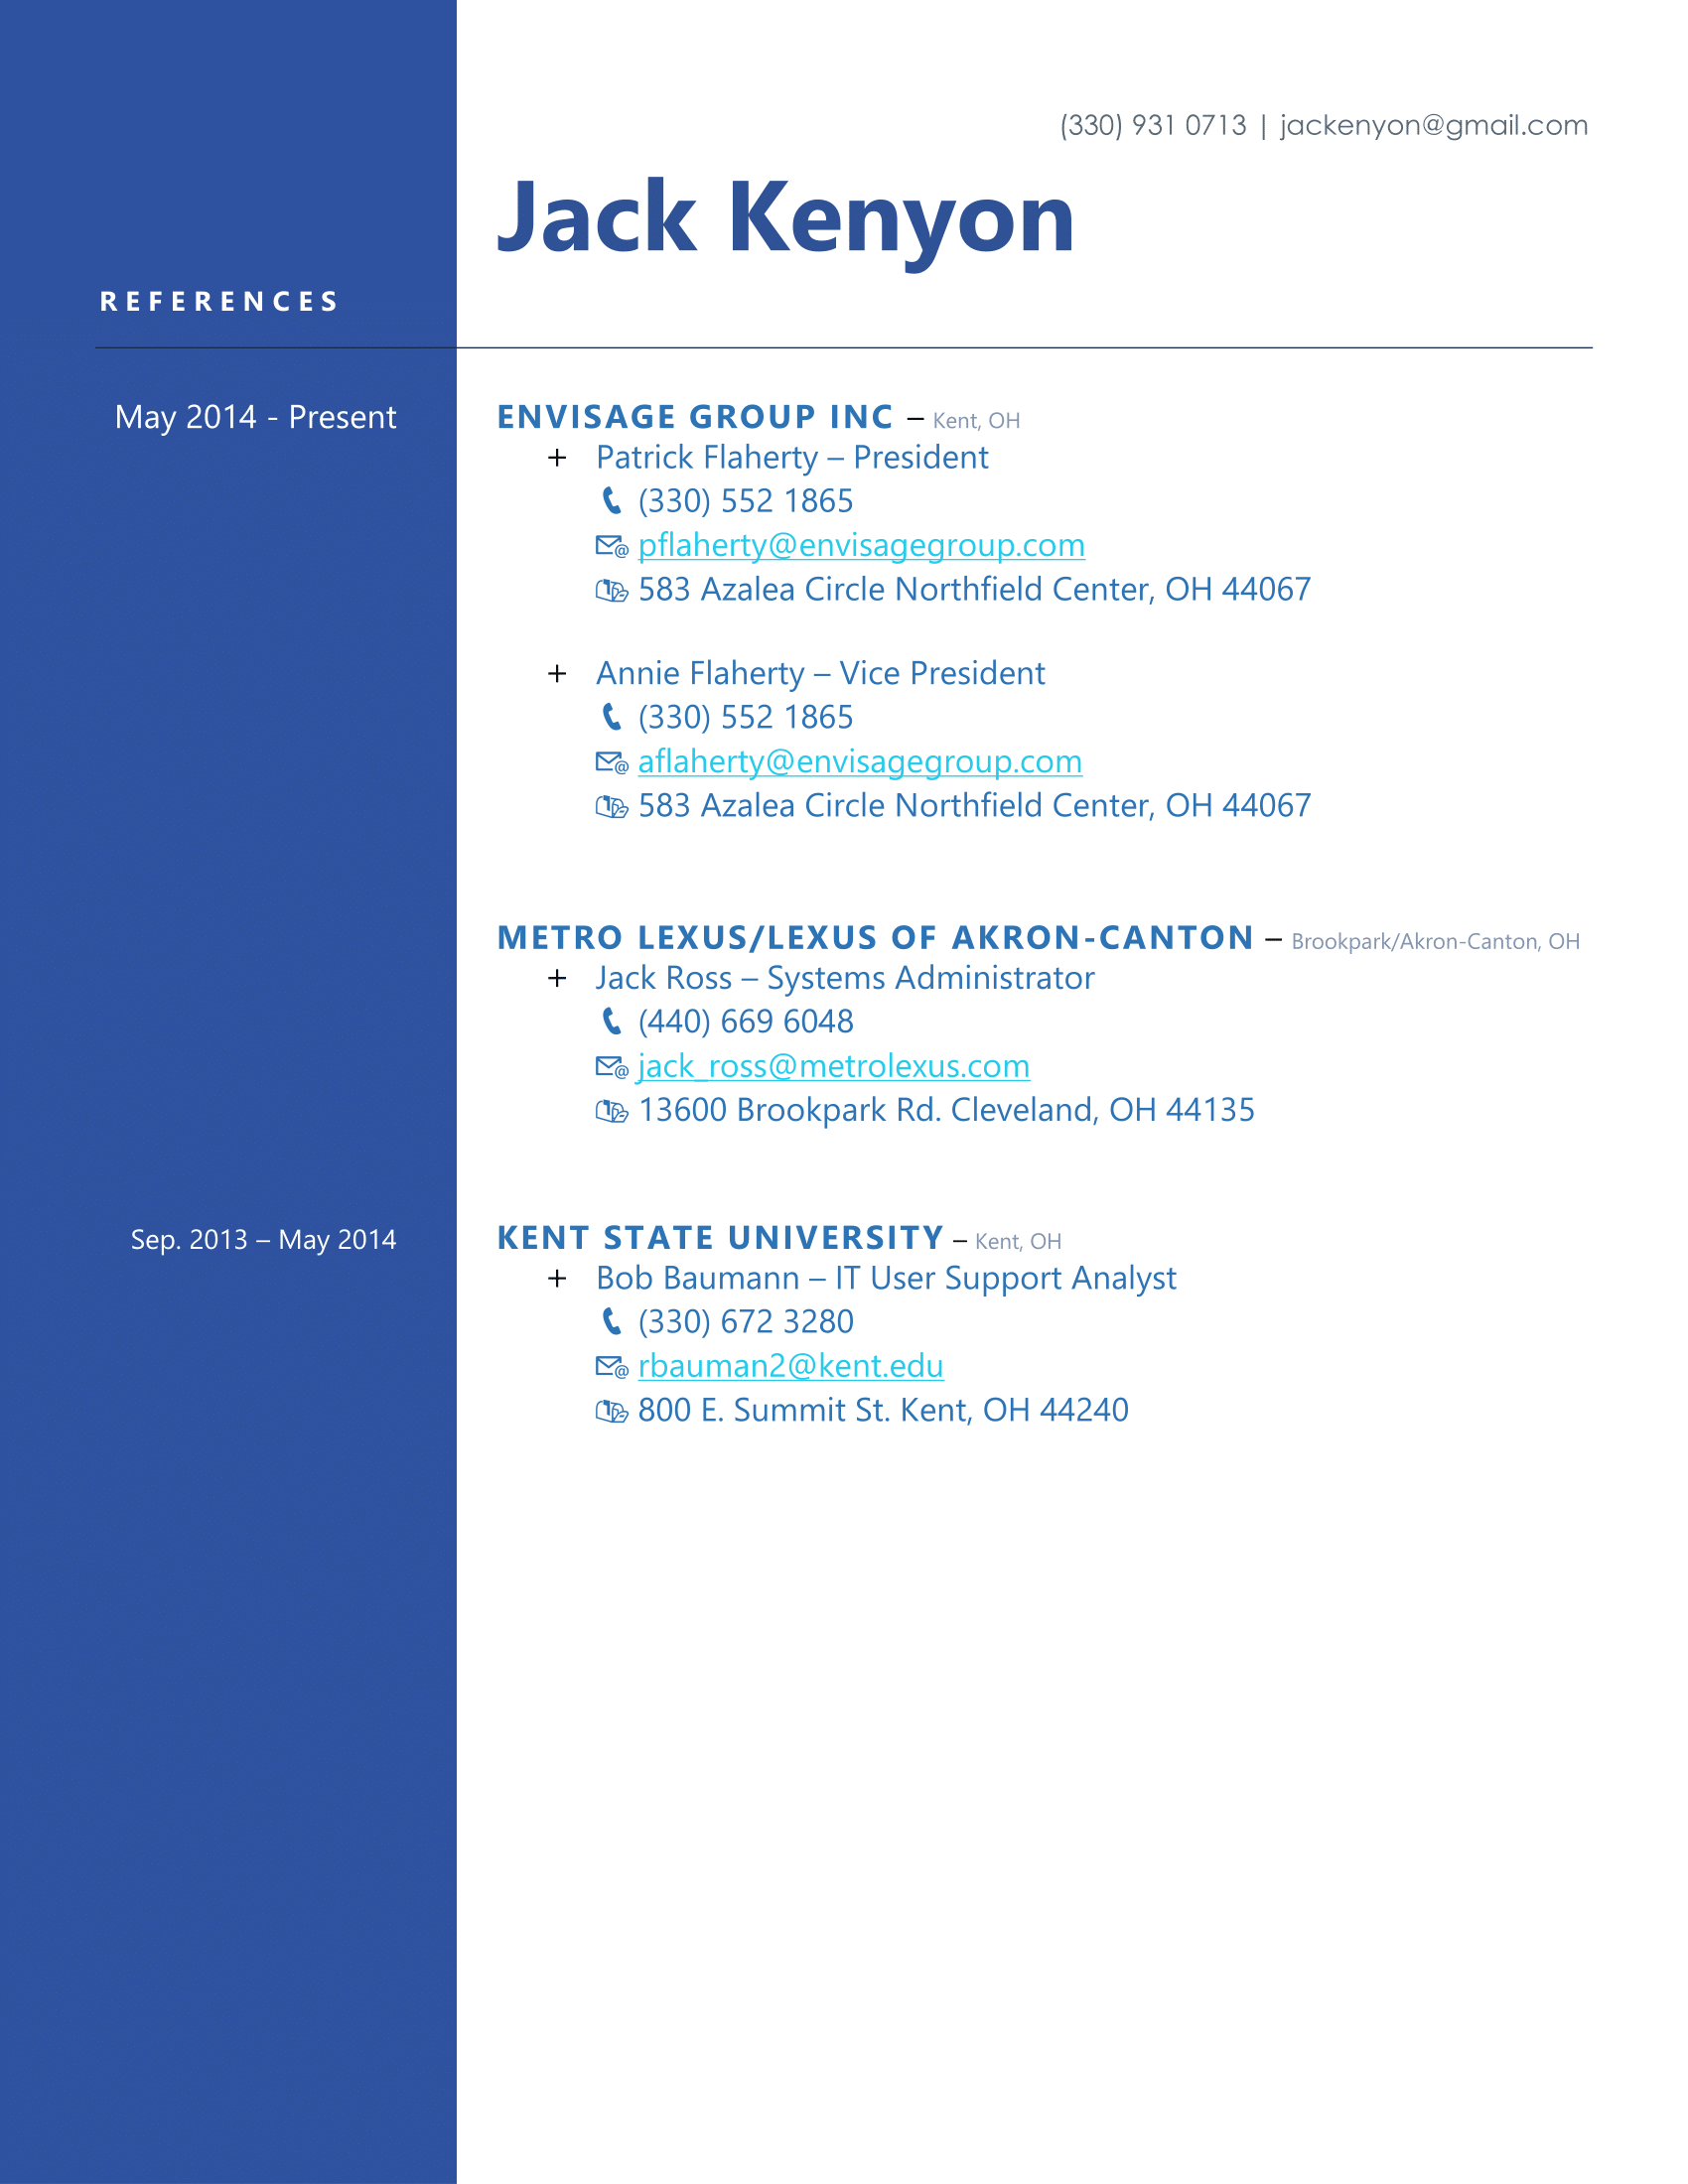 (330) 931 0713 | jackenyon@gmail.com
Jack Kenyon
REFERENCES
May 2014 - Present
ENVISAGE GROUP INC – Kent, OH
+ Patrick Flaherty – President
(330) 552 1865
pflaherty@envisagegroup.com
583 Azalea Circle Northfield Center, OH 44067
+ Annie Flaherty – Vice President
(330) 552 1865
aflaherty@envisagegroup.com
583 Azalea Circle Northfield Center, OH 44067
METRO LEXUS/LEXUS OF AKRON-CANTON – Brookpark/Akron-Canton, OH
+ Jack Ross – Systems Administrator
(440) 669 6048
jack_ross@metrolexus.com
13600 Brookpark Rd. Cleveland, OH 44135
Sep. 2013 – May 2014
KENT STATE UNIVERSITY – Kent, OH
+ Bob Baumann – IT User Support Analyst
(330) 672 3280
rbauman2@kent.edu
800 E. Summit St. Kent, OH 44240